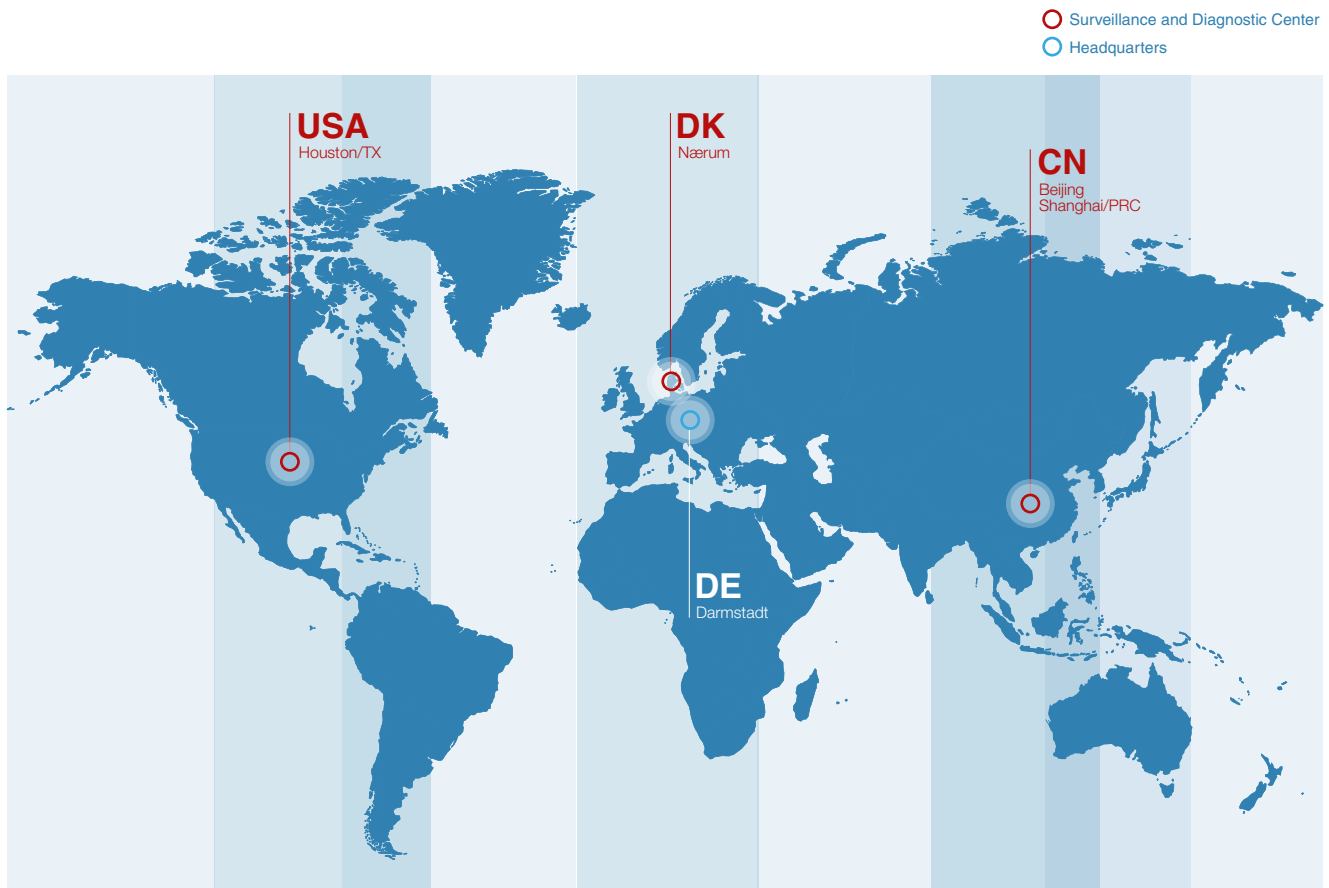 Surveillance and Diagnostic Center
Headquarters
USA
Houston/TX
DK
Nærum
CN
Beijing
Shanghai/PRC
DE
Darmstadt